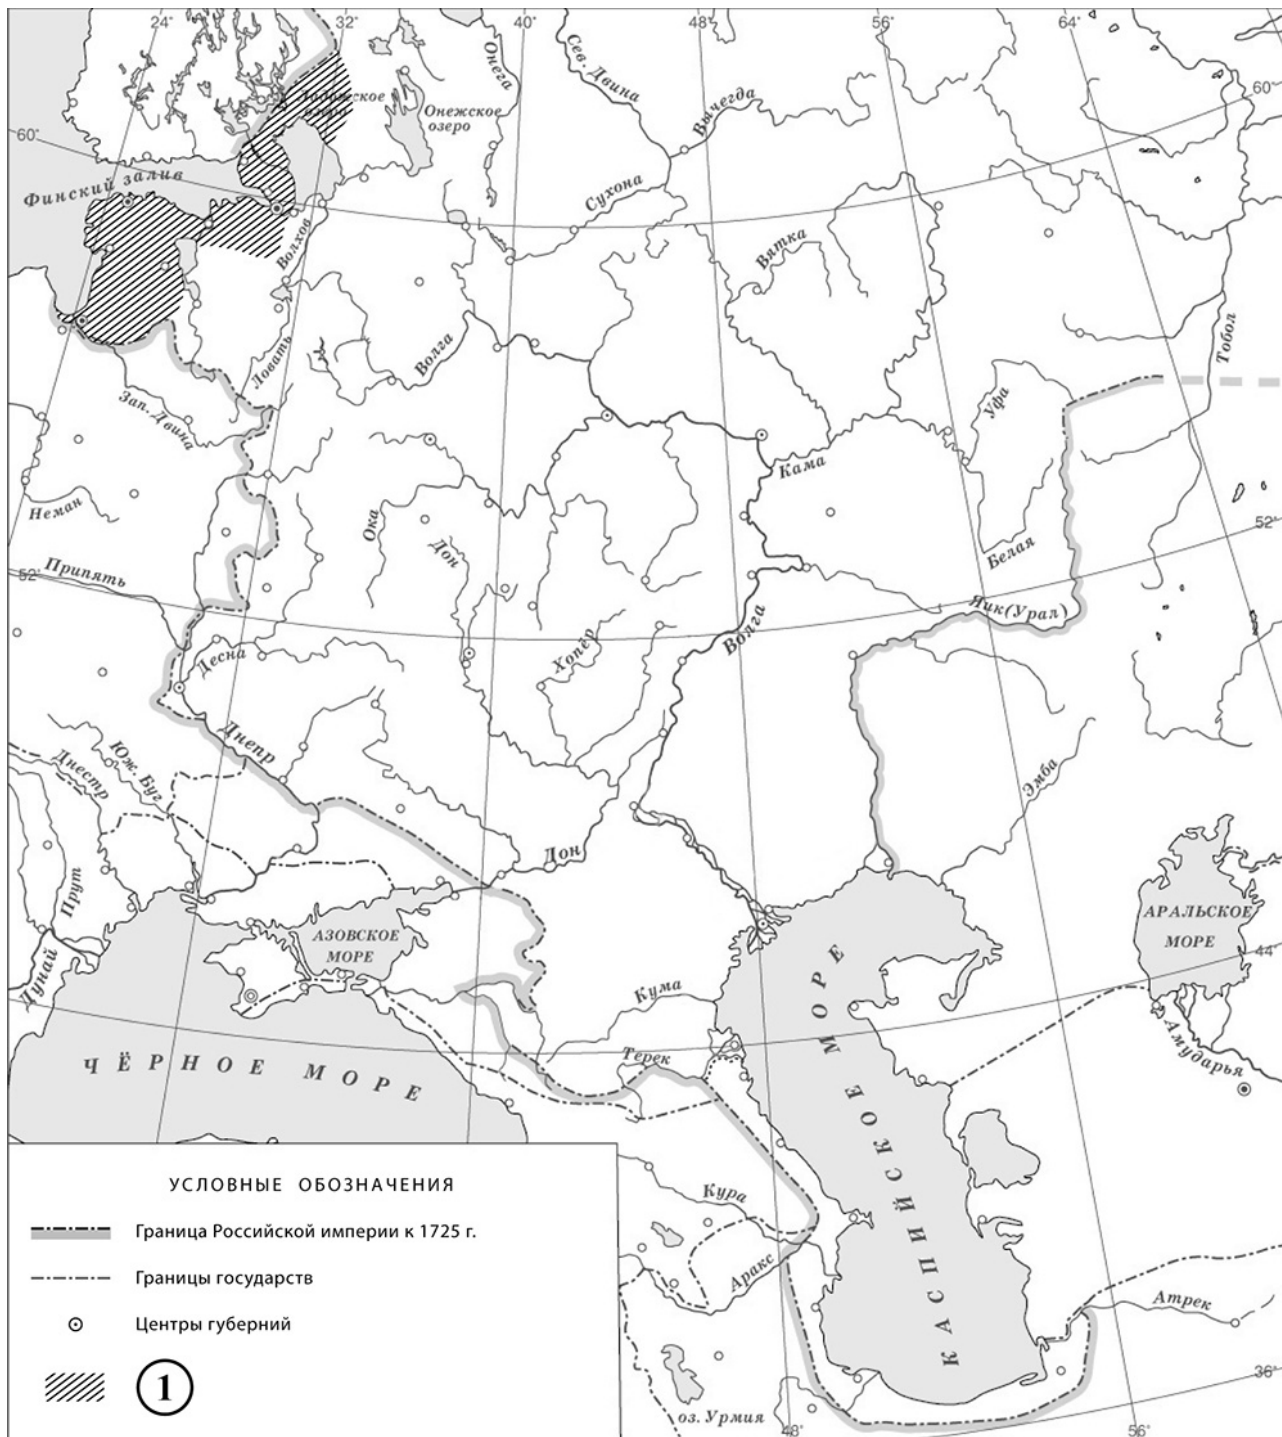 24°
32°
40°
48°
56°
64°
60°
60°
Онега
Сев. Двина
Вычегда
Ладожское
Онежское
озеро
Финский залив
Сухона
Волхов
Вятка
Ловать
Волга
Тобол
Зап. Двина
Уфа
Кама
Неман
Ока
Дон
Белая
52°
52°
Припять
Яик(Урал)
Волга
Хопёр
Десна
Днепр
Юж. Буг
Днестр
Эмба
Дон
Прут
АЗОВСКОЕ
МОРЕ
АРАЛЬСКОЕ
МОРЕ
Дунай
44°
Кума
Терек
Амударья
ЧЁРНОЕ МОРЕ
КАСПИЙСКОЕ МОРЕ
Кура
Аракс
Атрек
оз. Урмия
48°
56°
36°
УСЛОВНЫЕ ОБОЗНАЧЕНИЯ
Граница Российской империи к 1725 г.
Границы государств
Центры губерний
1